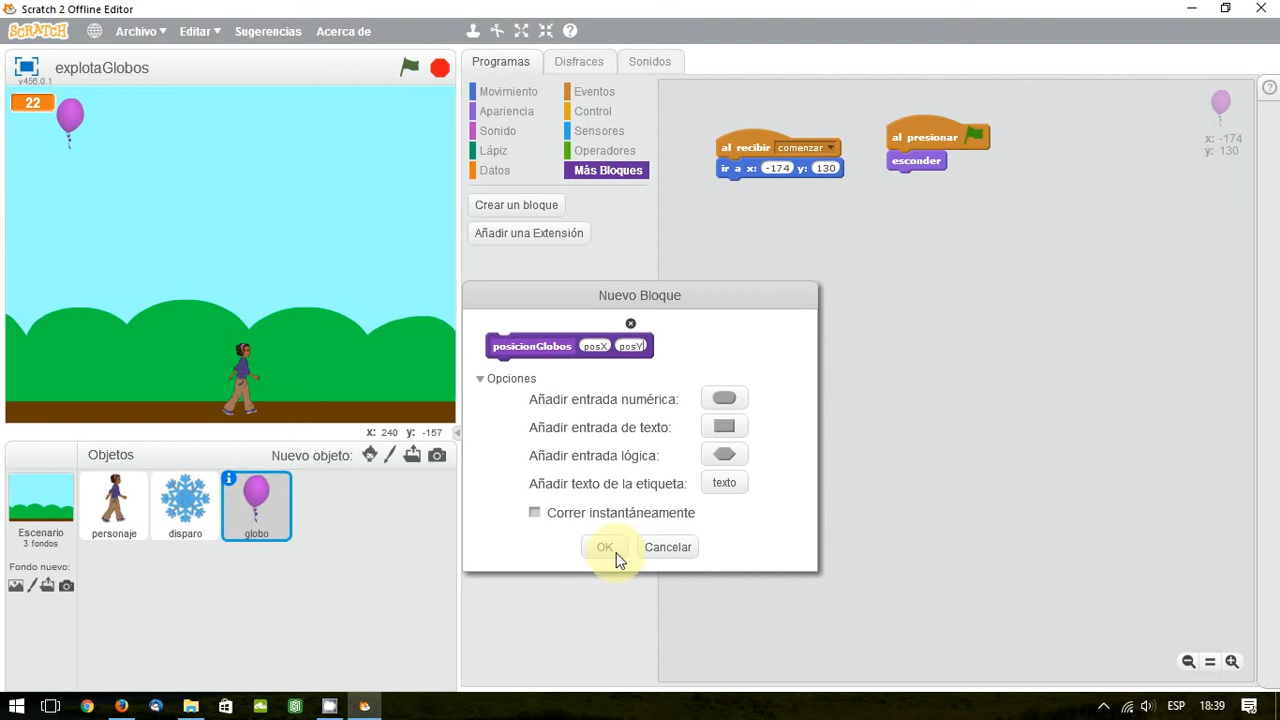 Scratch 2 Offline Editor
SCRATCH
Archivo
Editar
Sugerencias
Acerca de
explotaGlobos
v456.0.1
22
x: 240 y: -157
Programas
Disfraces
Sonidos
Movimiento
Eventos
Apariencia
Control
Sonido
Sensores
Lápiz
Operadores
Datos
Más Bloques
Crear un bloque
Añadir una Extensión
al recibir comenzar
ir a x: -174 y: 130
al presionar
esconder
x: -174
y: 130
Nuevo Bloque
posicionGlobos posX posY
Opciones
Añadir entrada numérica:
Añadir entrada de texto:
Añadir entrada lógica:
Añadir texto de la etiqueta: texto
Correr instantáneamente
OK
Cancelar
Objetos
Nuevo objeto:
Escenario
3 fondos
Fondo nuevo:
personaje
disparo
globo
ESP
18:39